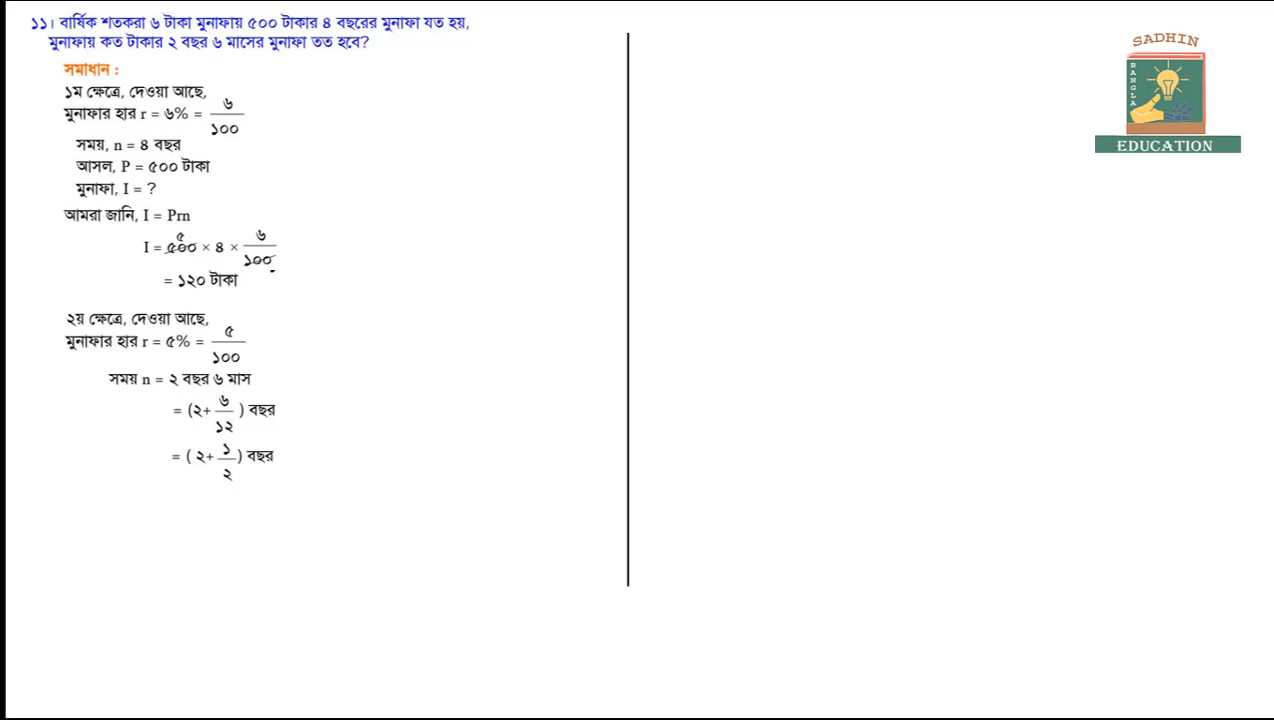 ১১। বার্ষিক শতকরা ৬ টাকা মুনাফায় ৫০০ টাকার ৪ বছরের মুনাফা যত হয়,
মুনাফায় কত টাকার ২ বছর ৬ মাসের মুনাফা তত হবে?
সমাধান :
১ম ক্ষেত্রে, দেওয়া আছে,
মুনাফার হার r = ৬% = ৬/১০০
সময়, n = ৪ বছর
আসল, P = ৫০০ টাকা
মুনাফা, I = ?
আমরা জানি, I = Prn
৫
I = ৫০০ × ৪ × ৬/১০০
= ১২০ টাকা
২য় ক্ষেত্রে, দেওয়া আছে,
মুনাফার হার r = ৫% = ৫/১০০
সময় n = ২ বছর ৬ মাস
= (২+ ৬/১২ ) বছর
= ( ২+ ১/২ ) বছর
SADHIN
BANGLA
EDUCATION